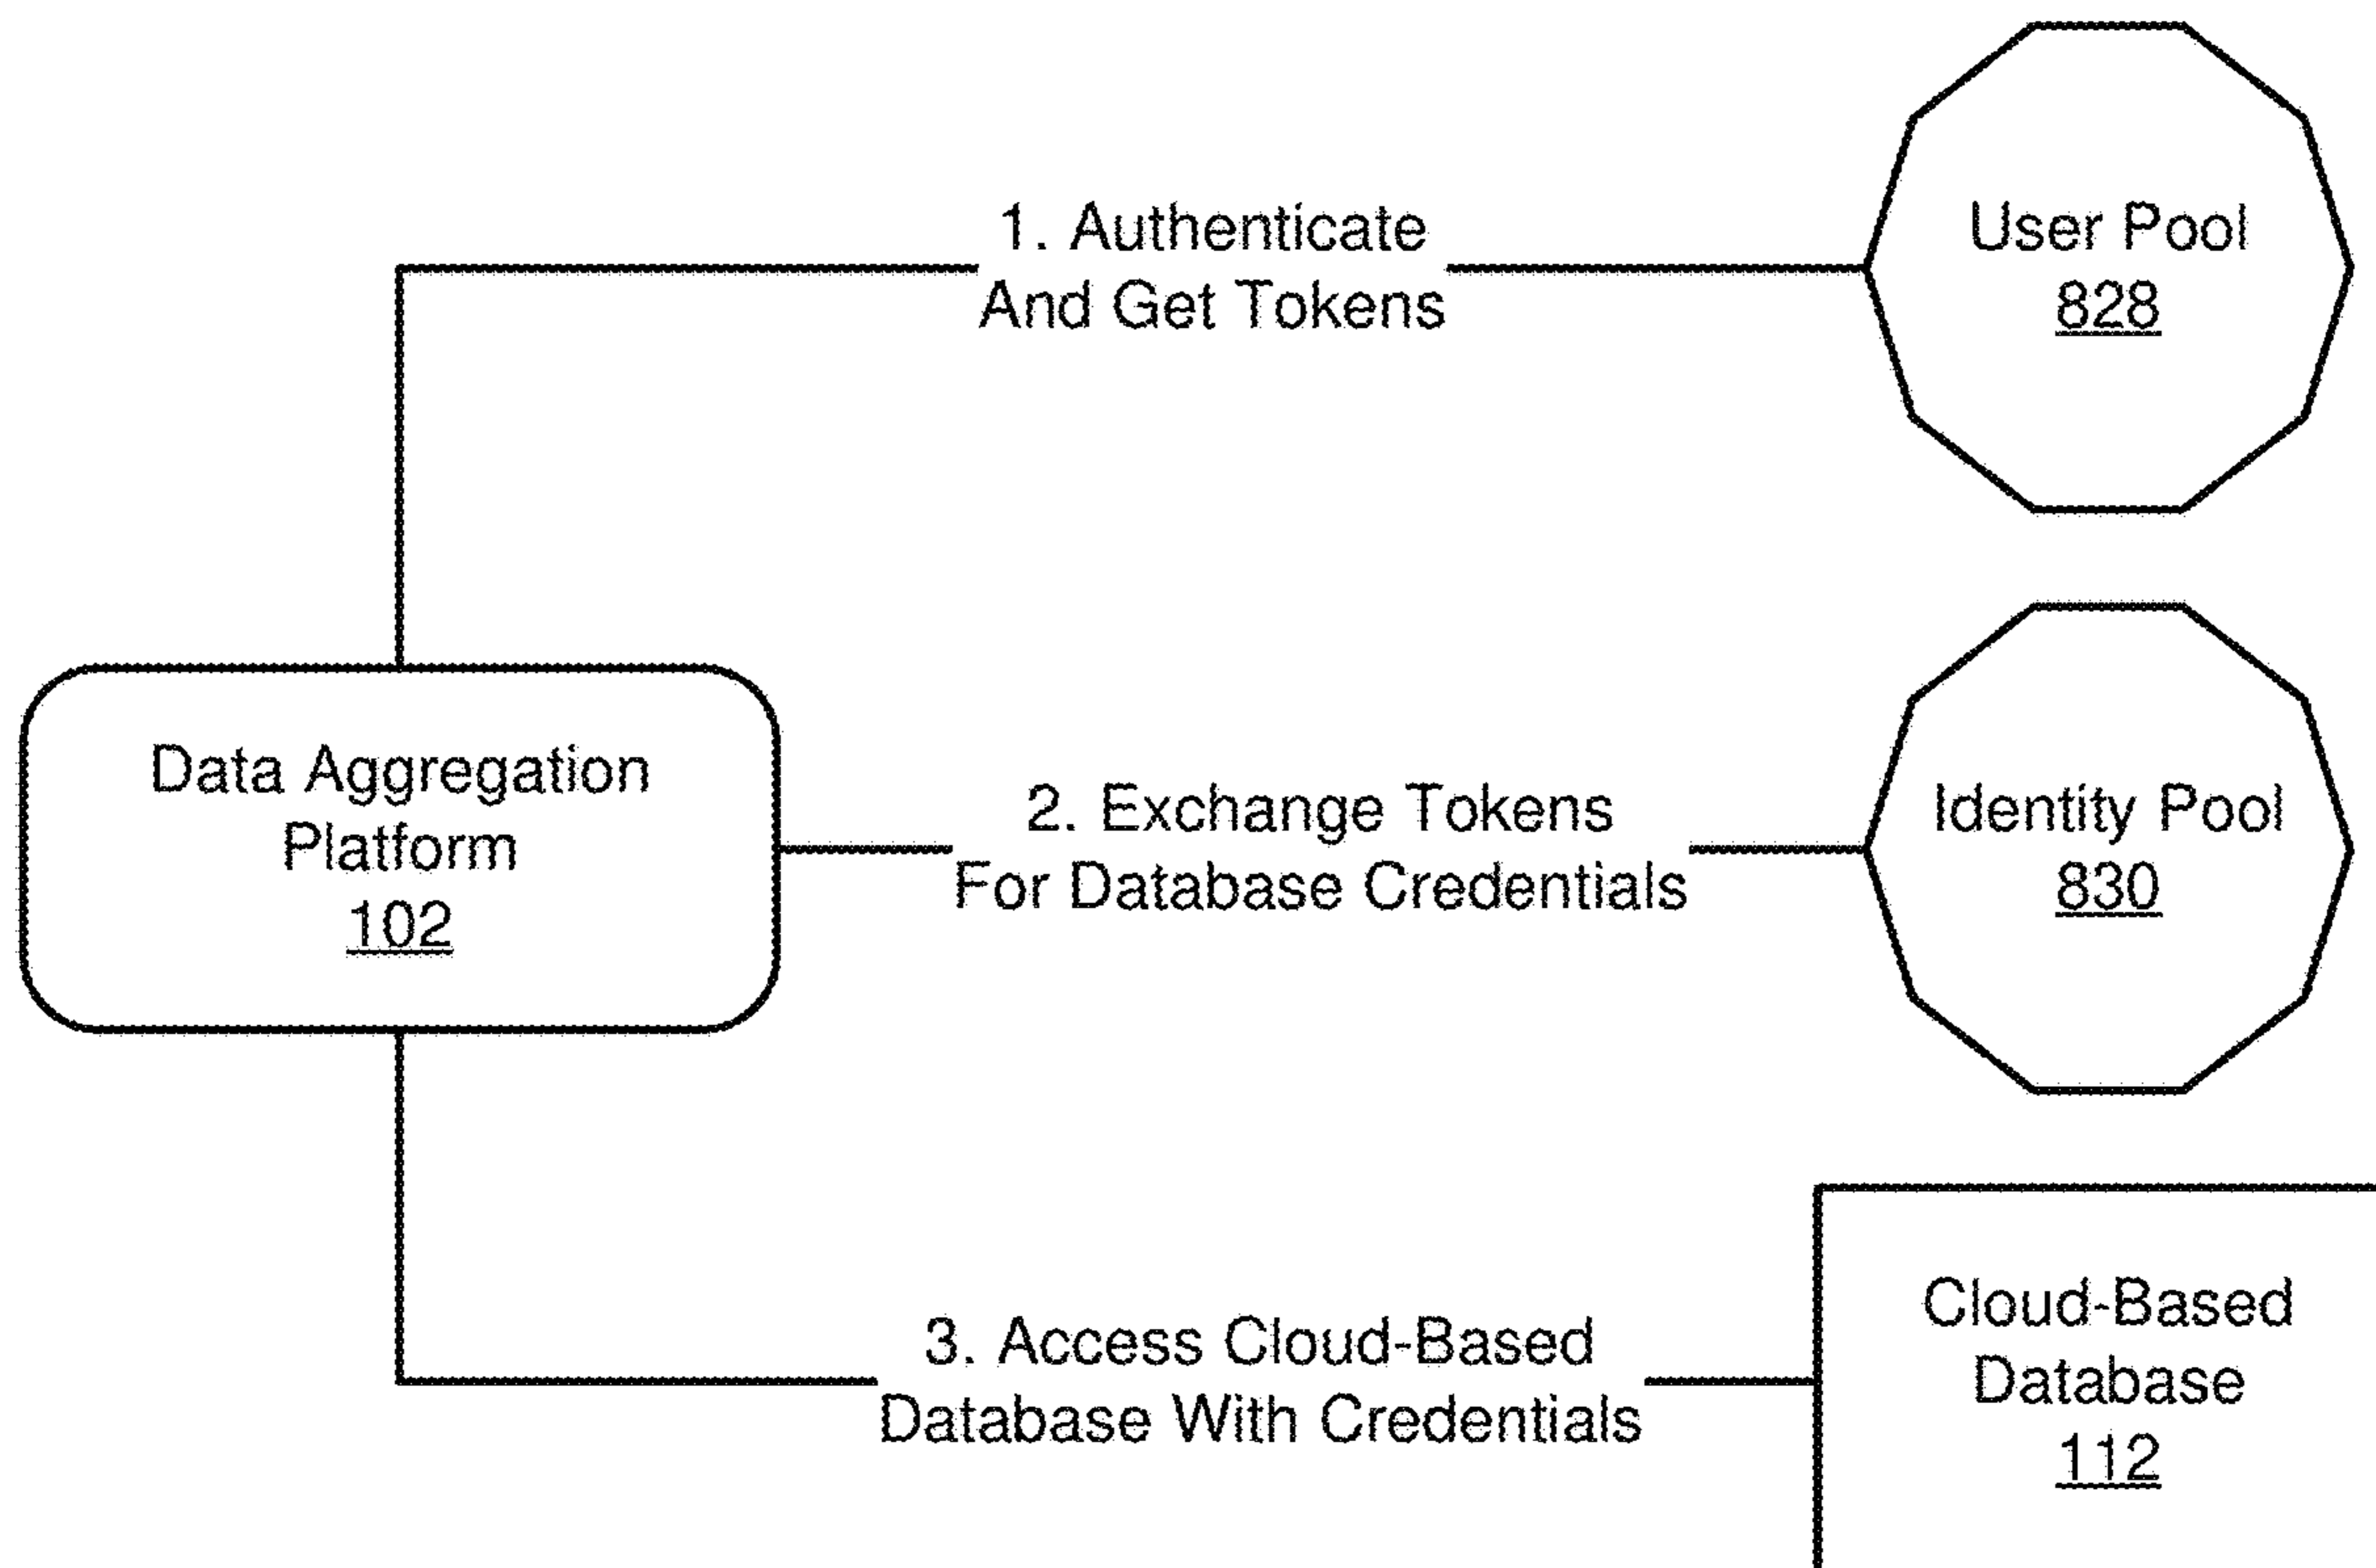 1. Authenticate
And Get Tokens
User Pool
828
Data Aggregation
Platform
102
2. Exchange Tokens
For Database Credentials
Identity Pool
830
3. Access Cloud-Based
Database With Credentials
Cloud-Based
Database
112